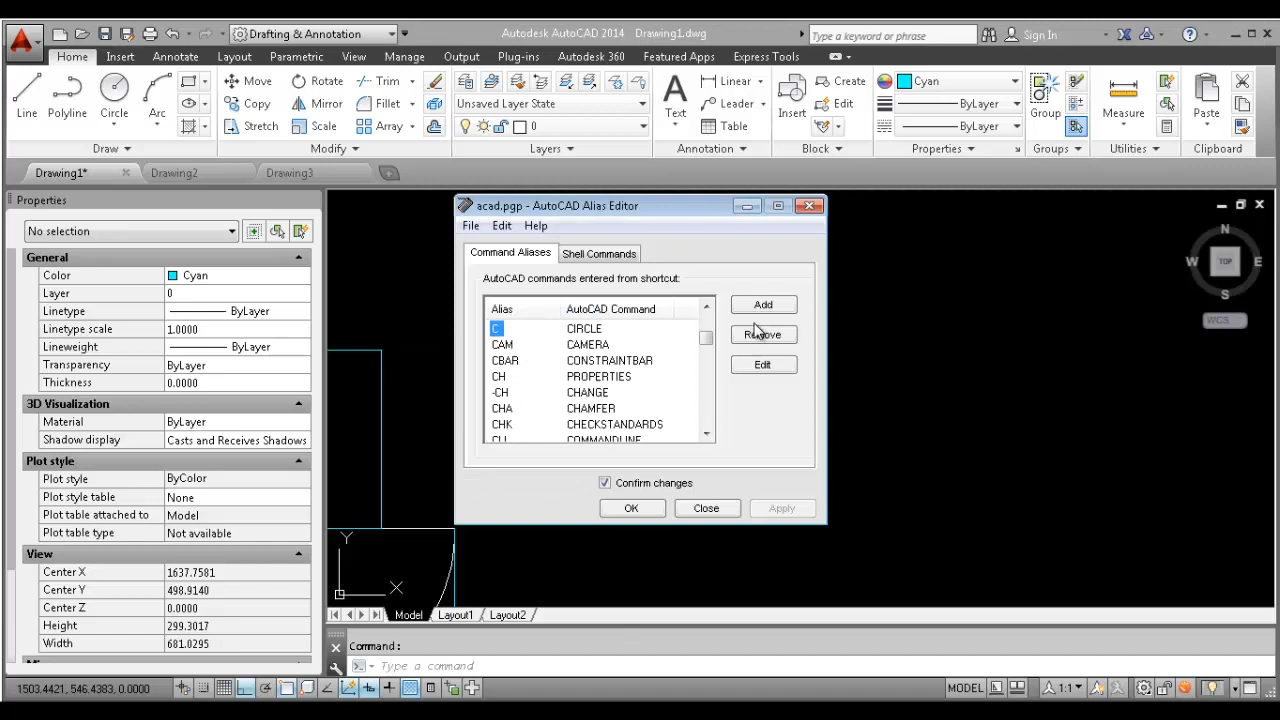 Drafting & Annotation
Autodesk AutoCAD 2014 Drawing1.dwg
Type a keyword or phrase
Sign In
Home Insert Annotate Layout Parametric View Manage Output Plug-ins Autodesk 360 Featured Apps Express Tools
Line Polyline Circle Arc
Move Rotate Trim
Copy Mirror Fillet
Stretch Scale Array
Unsaved Layer State
0
Text
Linear
Leader
Table
Insert
Create
Edit
Cyan
ByLayer
ByLayer
Group
Measure
Paste
Draw Modify Layers Annotation Block Properties Groups Utilities Clipboard
Drawing1* Drawing2 Drawing3
Properties
No selection
General
Color Cyan
Layer 0
Linetype ByLayer
Linetype scale 1.0000
Lineweight ByLayer
Transparency ByLayer
Thickness 0.0000
3D Visualization
Material ByLayer
Shadow display Casts and Receives Shadows
Plot style
Plot style ByColor
Plot style table None
Plot table attached to Model
Plot table type Not available
View
Center X 1637.7581
Center Y 498.9140
Center Z 0.0000
Height 299.3017
Width 681.0295
acad.pgp - AutoCAD Alias Editor
File Edit Help
Command Aliases Shell Commands
AutoCAD commands entered from shortcut:
Alias AutoCAD Command
C CIRCLE
CAM CAMERA
CBAR CONSTRAINTBAR
CH PROPERTIES
-CH CHANGE
CHA CHAMFER
CHK CHECKSTANDARDS
CLI COMMANDLINE
Add
Remove
Edit
Confirm changes
OK Close Apply
N
W TOP E
S
WCS
Y
X
Model Layout1 Layout2
Command:
Type a command
1503.4421, 546.4383, 0.0000
MODEL
1:1